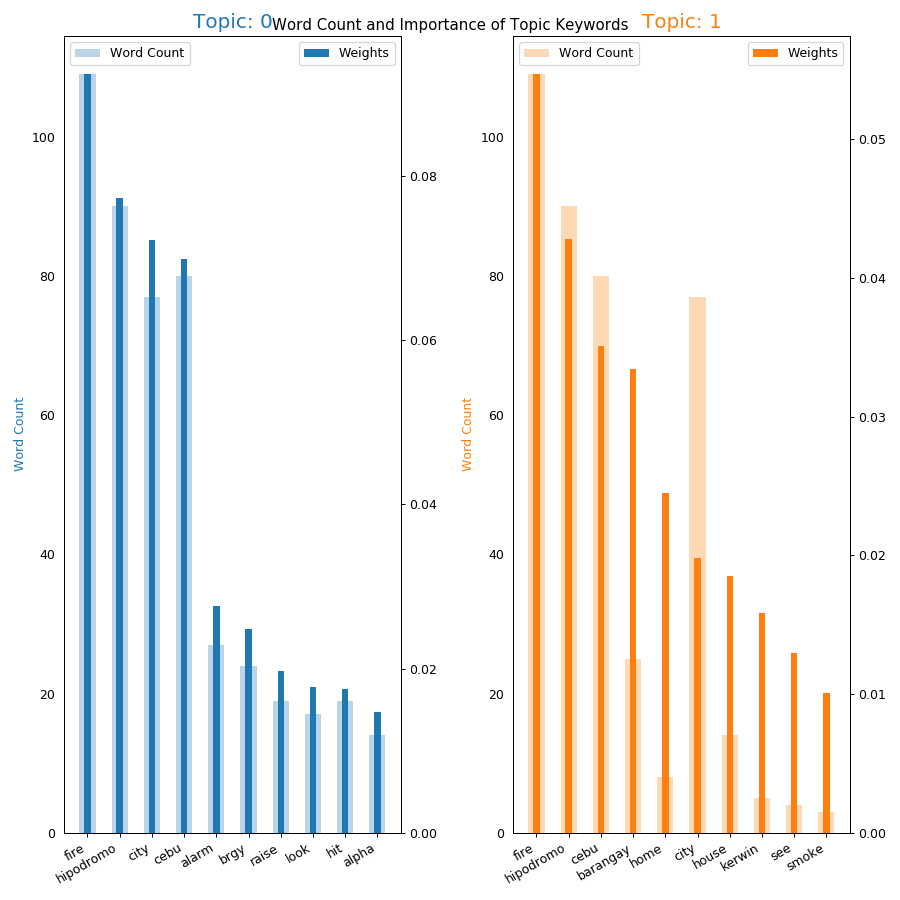 Topic: 0
Word Count and Importance of Topic Keywords
Topic: 1
Word Count
Weights
100
80
60
40
20
0
Word Count
0.08
0.06
0.04
0.02
0.00
fire
hipodromo
city
cebu
alarm
brgy
raise
look
hit
alpha
Word Count
Weights
100
80
60
40
20
0
Word Count
0.05
0.04
0.03
0.02
0.01
0.00
fire
hipodromo
cebu
barangay
home
city
house
kerwin
see
smoke